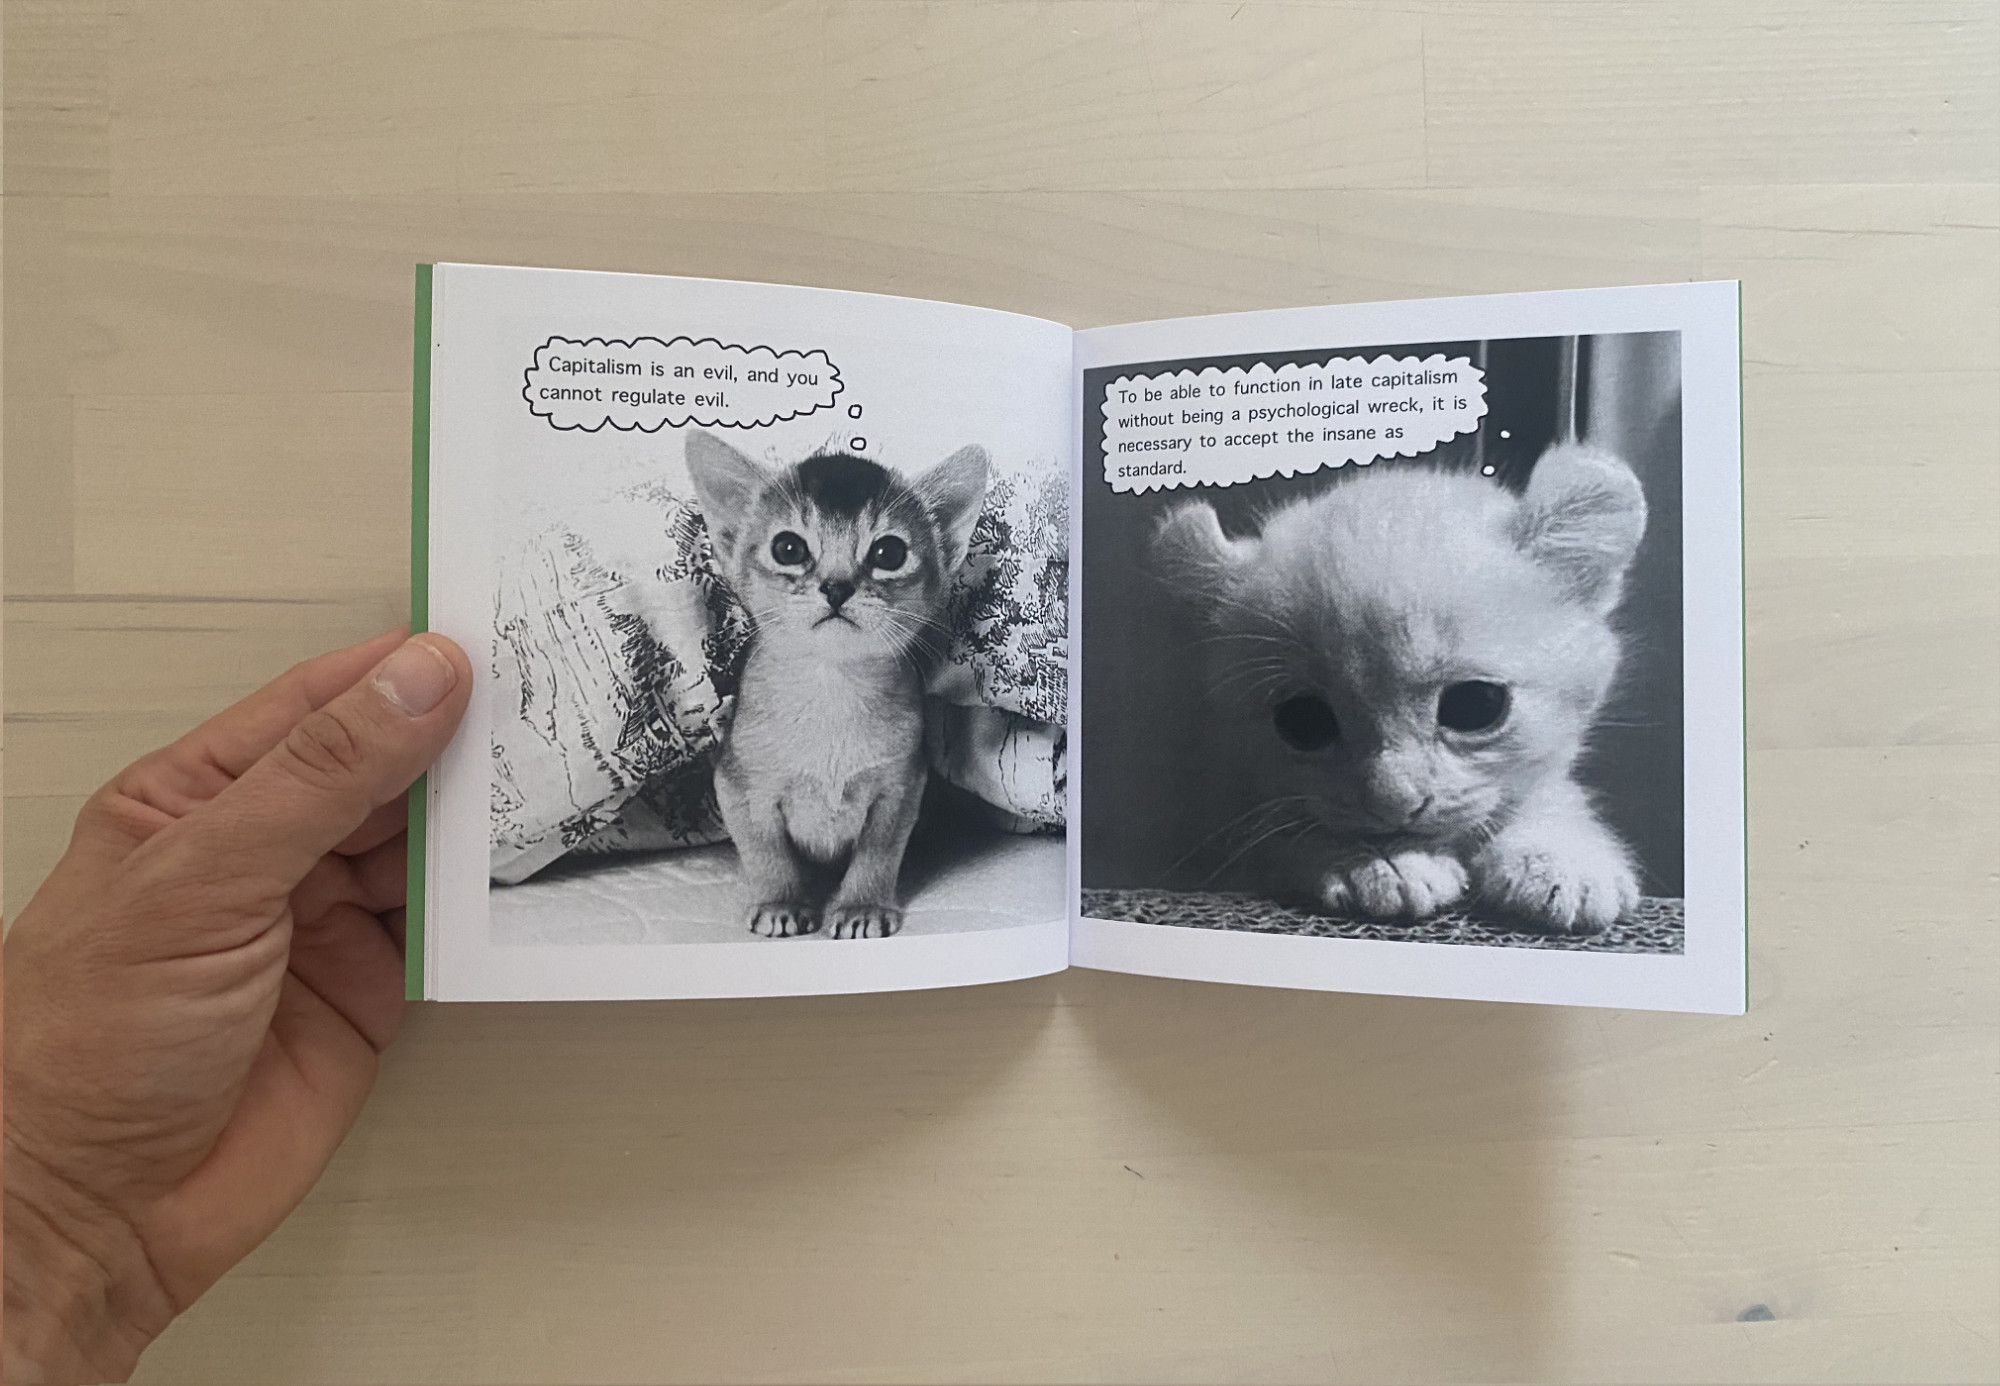 Capitalism is an evil, and you
cannot regulate evil.
To be able to function in late capitalism
without being a psychological wreck, it is
necessary to accept the insane as
standard.